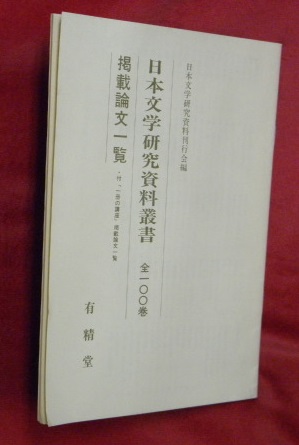 日本文学研究資料刊行会編
日本文学研究資料叢書 全一〇〇巻
掲載論文一覧
・付「一冊の講座」掲載論文一覧
有精堂